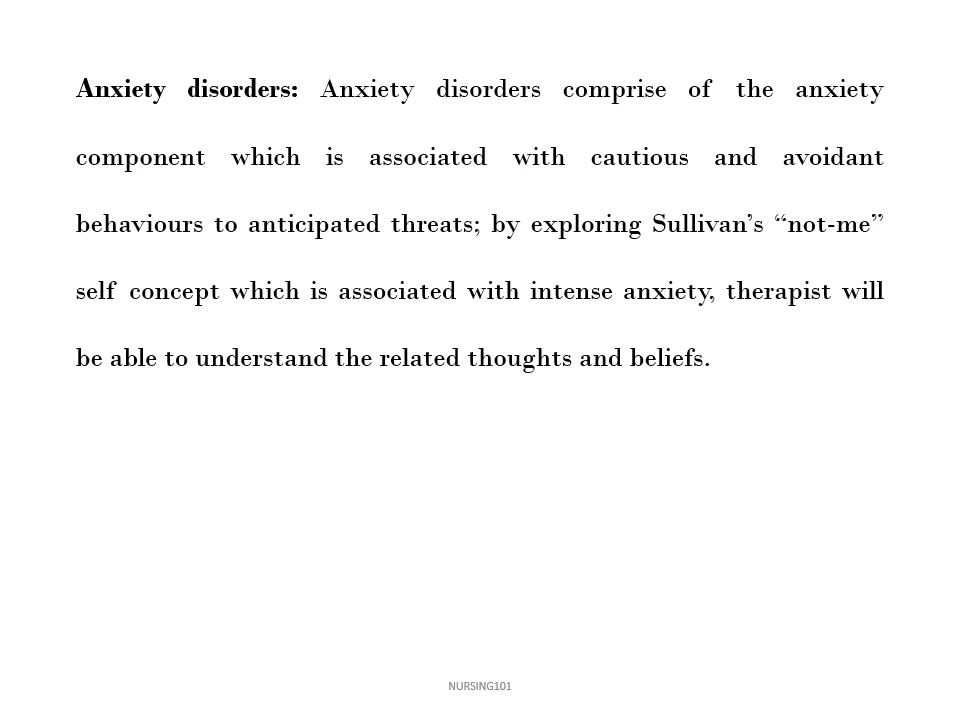 Anxiety disorders: Anxiety disorders comprise of the anxiety
component which is associated with cautious and avoidant
behaviours to anticipated threats; by exploring Sullivan’s “not-me”
self concept which is associated with intense anxiety, therapist will
be able to understand the related thoughts and beliefs.
NURSING101